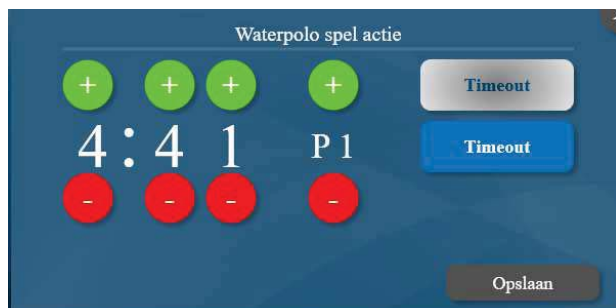 Waterpolo spel actie
+ + + + Timeout
4 : 4 1 P 1 Timeout
- - - -
Opslaan